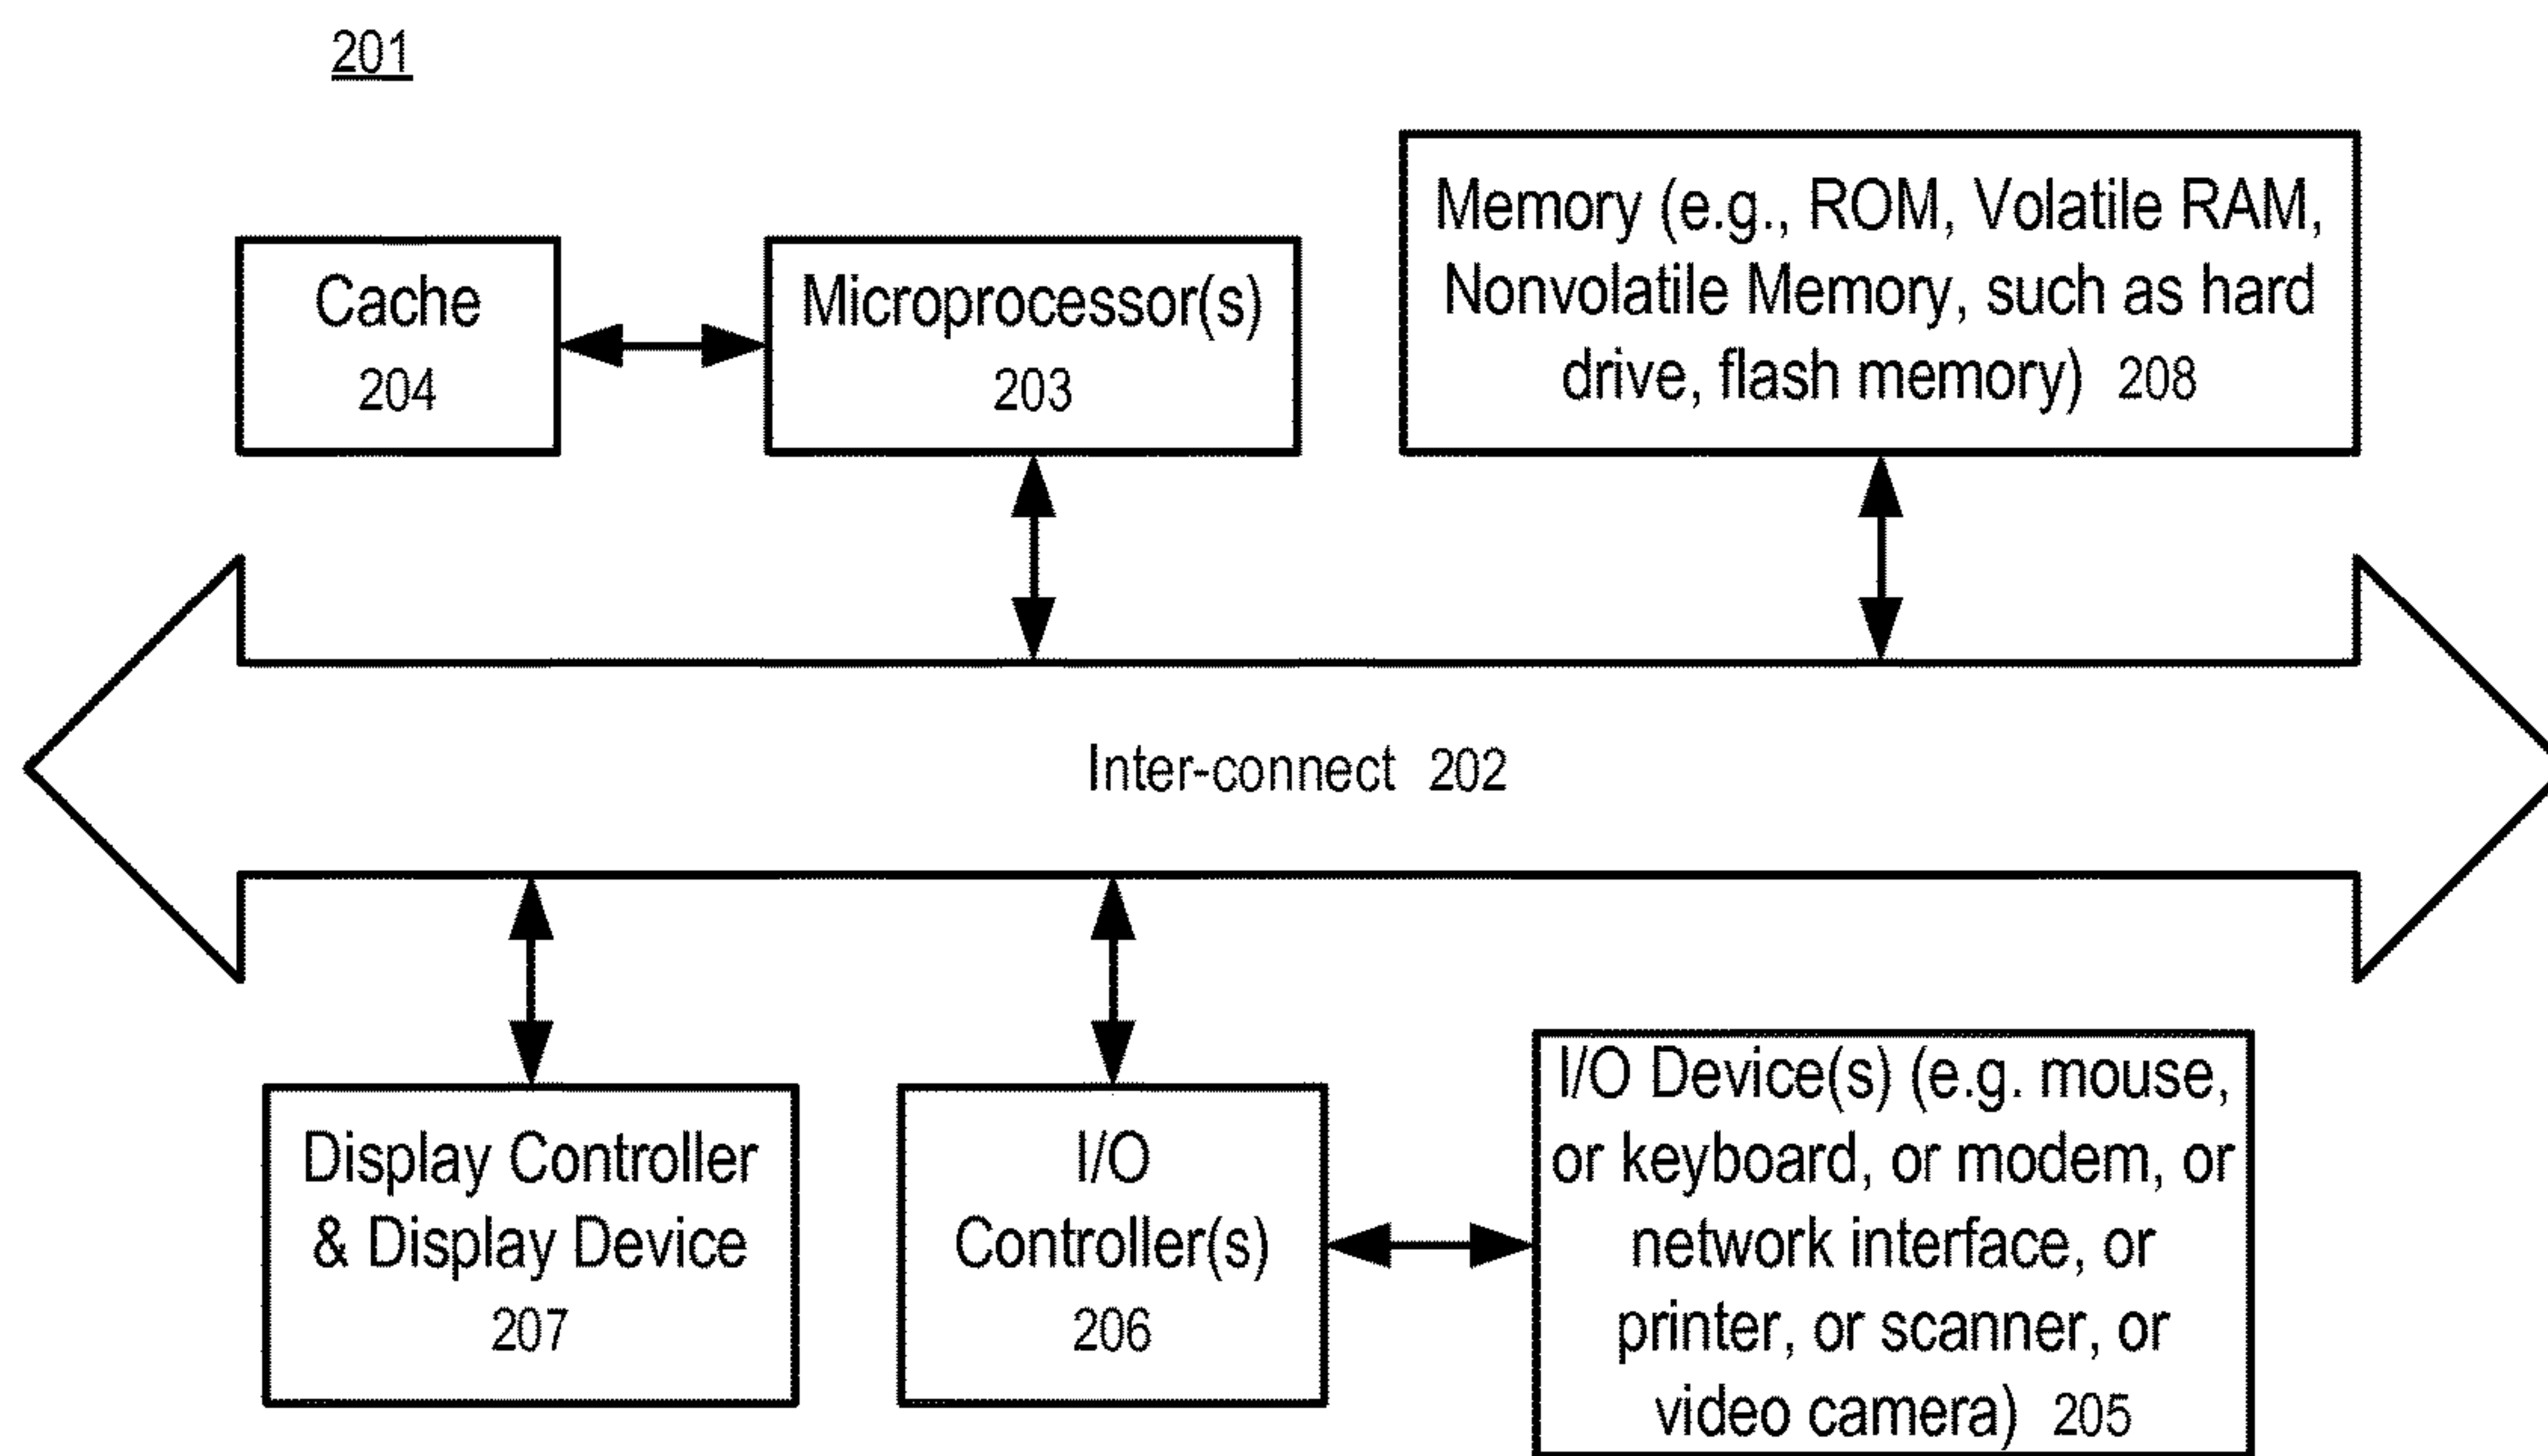 201
Cache
204
Microprocessor(s)
203
Memory (e.g., ROM, Volatile RAM,
Nonvolatile Memory, such as hard
drive, flash memory) 208
Inter-connect 202
Display Controller
& Display Device
207
I/O
Controller(s)
206
I/O Device(s) (e.g. mouse,
or keyboard, or modem, or
network interface, or
printer, or scanner, or
video camera) 205